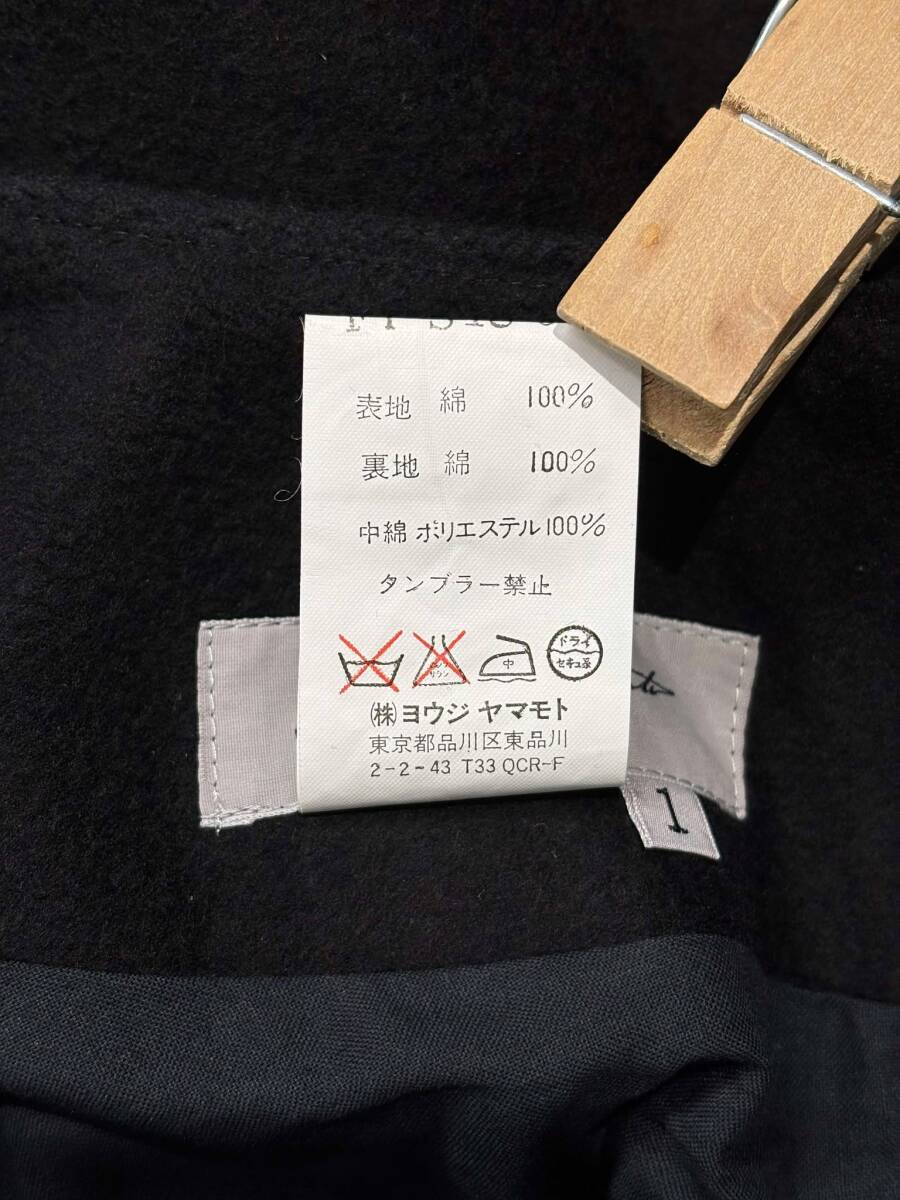 表地 綿 100%
裏地 綿 100%
中綿 ポリエステル100%
タンブラー禁止
中
ドライ
セキユ系
㈱ヨウジ ヤマモト
東京都品川区東品川
2-2-43 T33 QCR-F
1